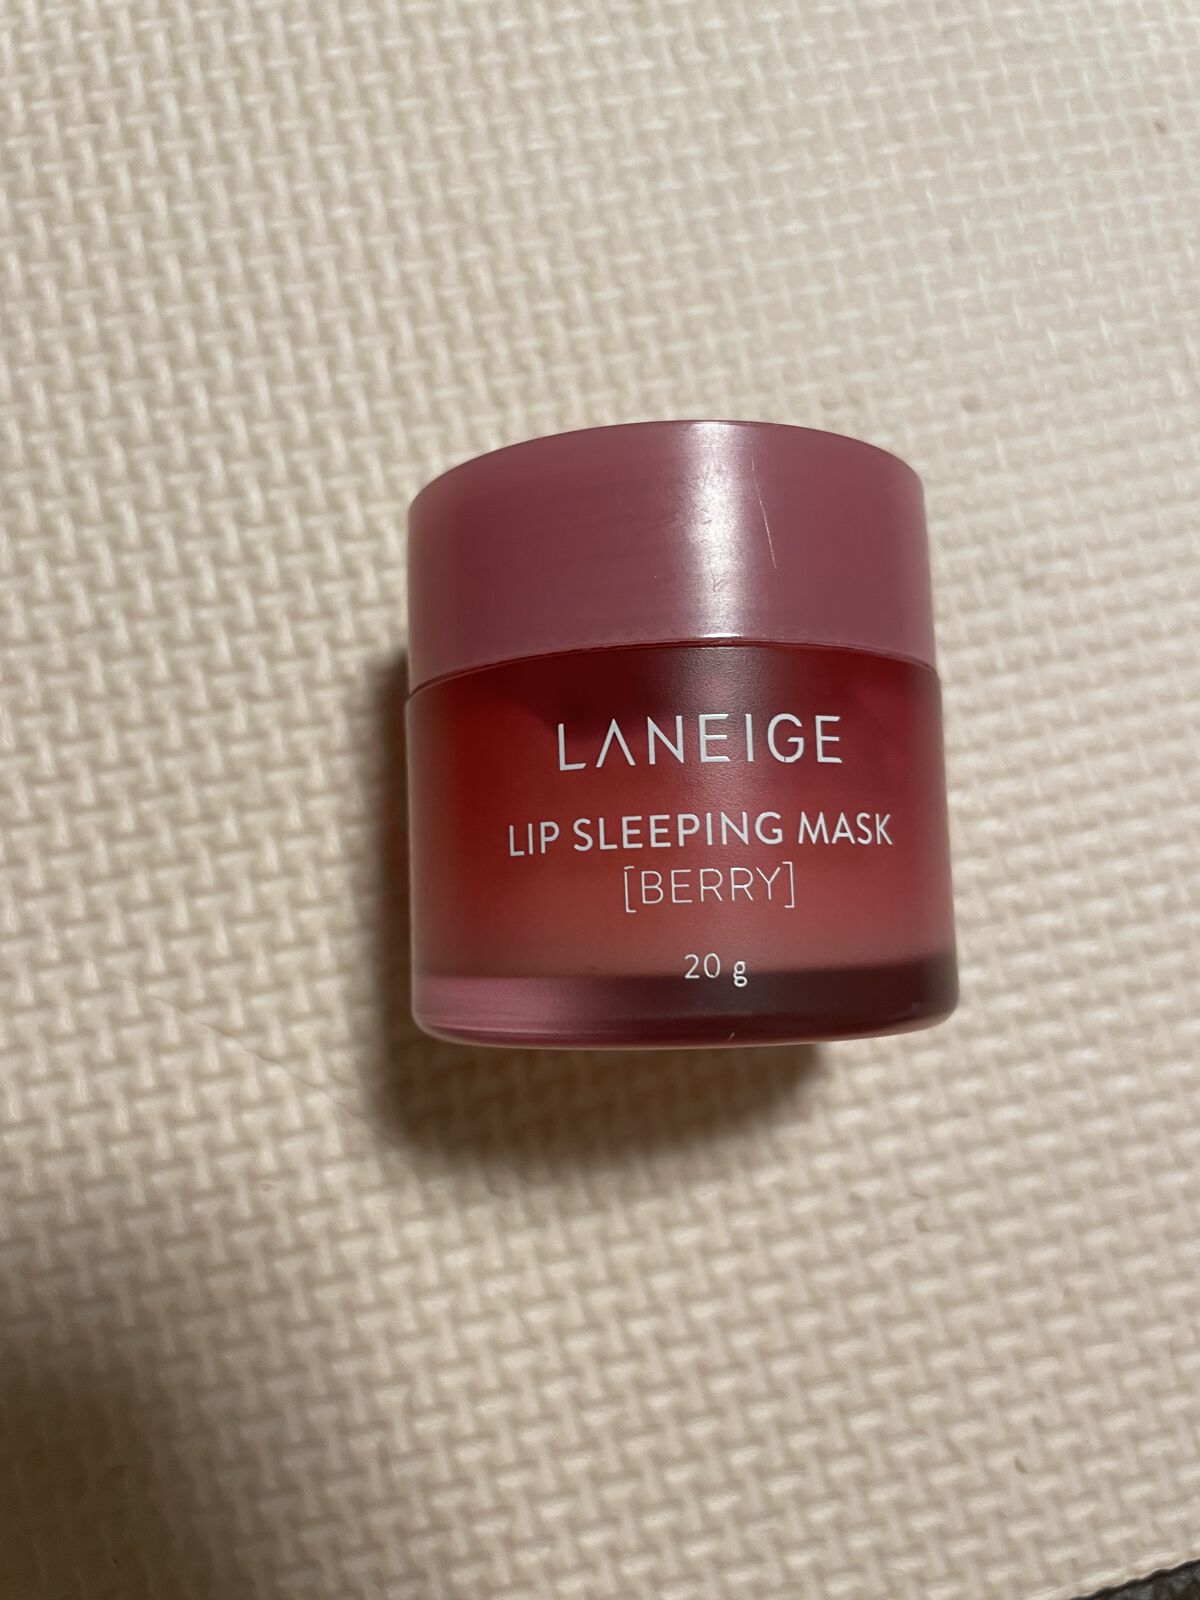 LANEIGE
LIP SLEEPING MASK
[BERRY]
20 g